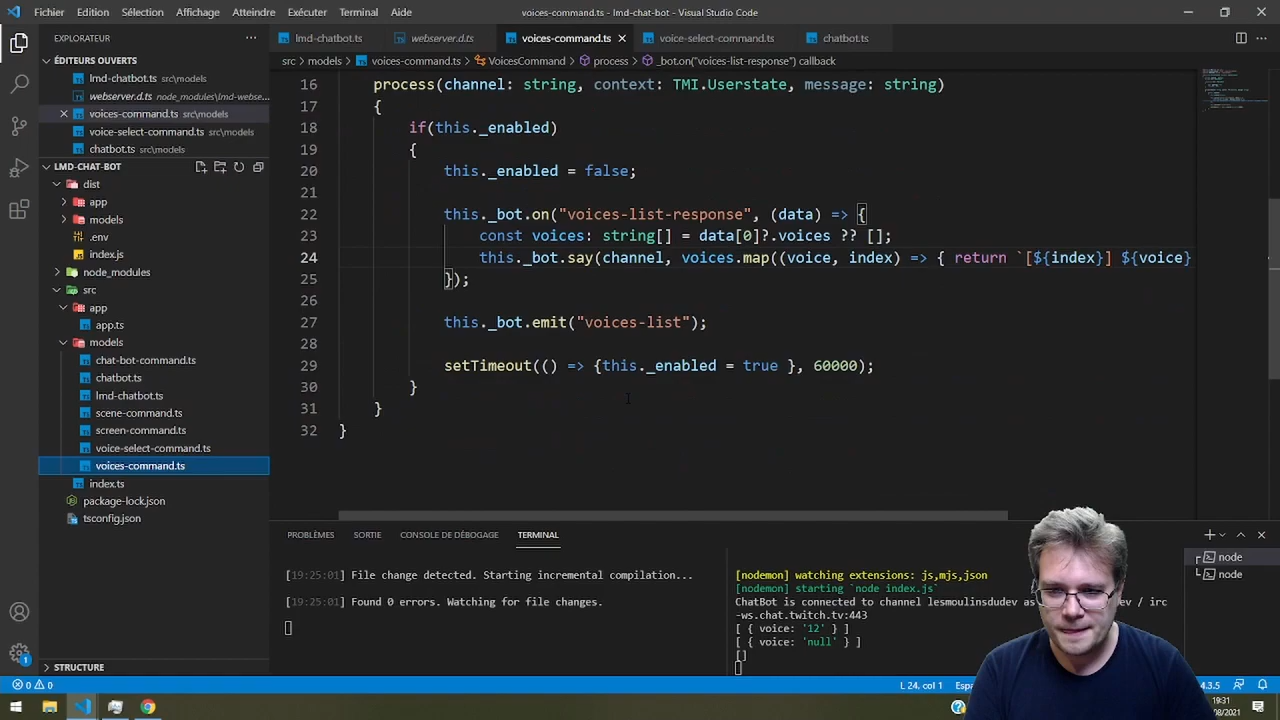 Fichier Edition Sélection Affichage Atteindre Exécuter Terminal Aide
voices-command.ts - lmd-chat-bot - Visual Studio Code
EXPLORATEUR
ÉDITEURS OUVERTS
lmd-chatbot.ts src\models
webserver.d.ts node_modules\lmd-webse...
voices-command.ts src\models
voice-select-command.ts src\models
chatbot.ts src\models
LMD-CHAT-BOT
dist
app
models
.env
index.js
node_modules
src
app
app.ts
models
chat-bot-command.ts
chatbot.ts
lmd-chatbot.ts
scene-command.ts
screen-command.ts
voice-select-command.ts
voices-command.ts
index.ts
package-lock.json
tsconfig.json
STRUCTURE
lmd-chatbot.ts webserver.d.ts voices-command.ts voice-select-command.ts chatbot.ts
src > models > voices-command.ts > VoicesCommand > process > _bot.on("voices-list-response") callback
16 process(channel: string, context: TMI.Userstate, message: string
17 {
18 if(this._enabled)
19 {
20 this._enabled = false;
21
22 this._bot.on("voices-list-response", (data) => {
23 const voices: string[] = data[0]?.voices ?? [];
24 this._bot.say(channel, voices.map((voice, index) => { return `[${index}] ${voice}
25 });
26
27 this._bot.emit("voices-list");
28
29 setTimeout(() => {this._enabled = true }, 60000);
30 }
31 }
32 }
PROBLÈMES SORTIE CONSOLE DE DÉBOGAGE TERMINAL
[19:25:01] File change detected. Starting incremental compilation...
[19:25:01] Found 0 errors. Watching for file changes.
[nodemon] watching extensions: js,mjs,json
[nodemon] starting `node index.js`
ChatBot is connected to channel lesmoulinsdudev as
ev / irc
-ws.chat.twitch.tv:443
[ { voice: '12' } ]
[ { voice: 'null' } ]
[]
node
node
0 0
L 24, col 1
4.3.5
19:31
08/2021